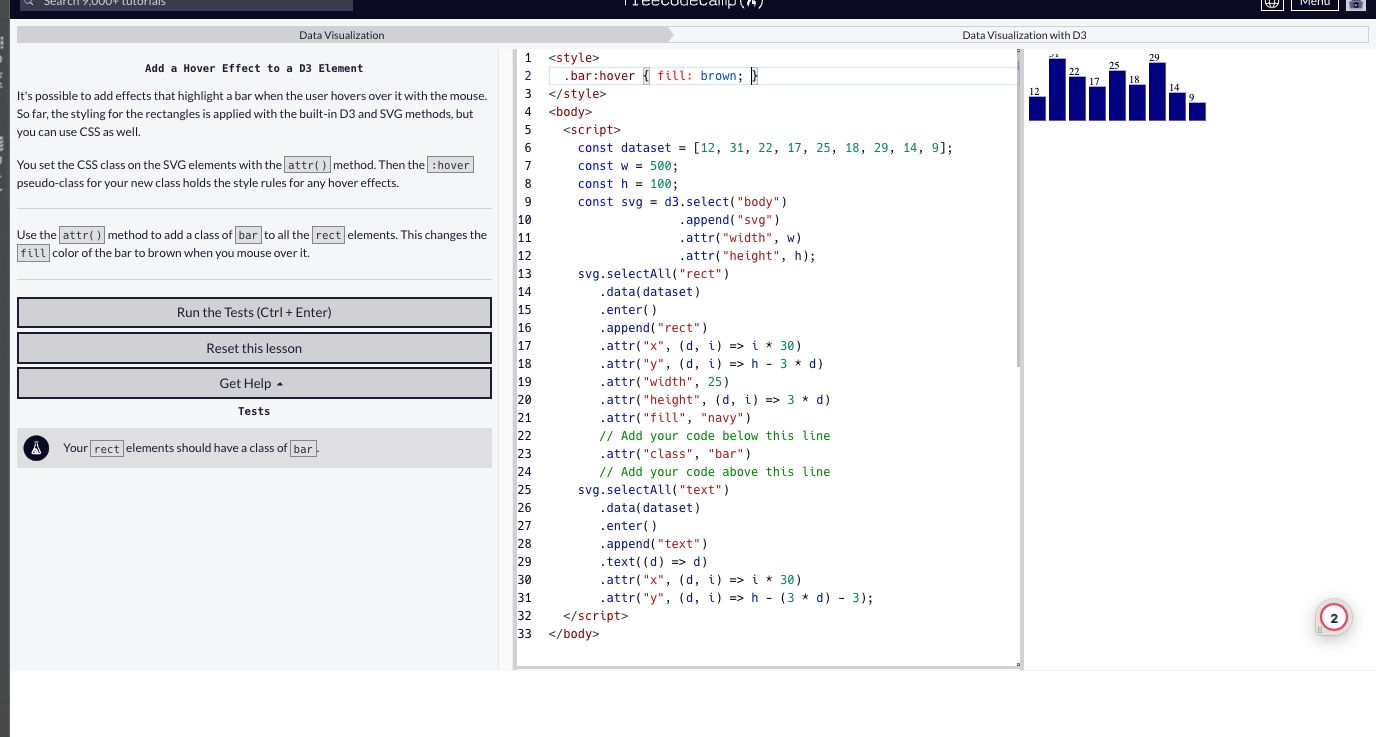 Search 9,000+ tutorials
freeCodeCamp
Menu
Data Visualization
Data Visualization with D3
Add a Hover Effect to a D3 Element
It's possible to add effects that highlight a bar when the user hovers over it with the mouse.
So far, the styling for the rectangles is applied with the built-in D3 and SVG methods, but
you can use CSS as well.
You set the CSS class on the SVG elements with the attr() method. Then the :hover
pseudo-class for your new class holds the style rules for any hover effects.
Use the attr() method to add a class of bar to all the rect elements. This changes the
fill color of the bar to brown when you mouse over it.
Run the Tests (Ctrl + Enter)
Reset this lesson
Get Help
Tests
Your rect elements should have a class of bar.
1 <style>
2 .bar:hover { fill: brown; }
3 </style>
4 <body>
5 <script>
6 const dataset = [12, 31, 22, 17, 25, 18, 29, 14, 9];
7 const w = 500;
8 const h = 100;
9 const svg = d3.select("body")
10 .append("svg")
11 .attr("width", w)
12 .attr("height", h);
13 svg.selectAll("rect")
14 .data(dataset)
15 .enter()
16 .append("rect")
17 .attr("x", (d, i) => i * 30)
18 .attr("y", (d, i) => h - 3 * d)
19 .attr("width", 25)
20 .attr("height", (d, i) => 3 * d)
21 .attr("fill", "navy")
22 // Add your code below this line
23 .attr("class", "bar")
24 // Add your code above this line
25 svg.selectAll("text")
26 .data(dataset)
27 .enter()
28 .append("text")
29 .text((d) => d)
30 .attr("x", (d, i) => i * 30)
31 .attr("y", (d, i) => h - (3 * d) - 3);
32 </script>
33 </body>
12 31 22 17 25 18 29 14 9
2